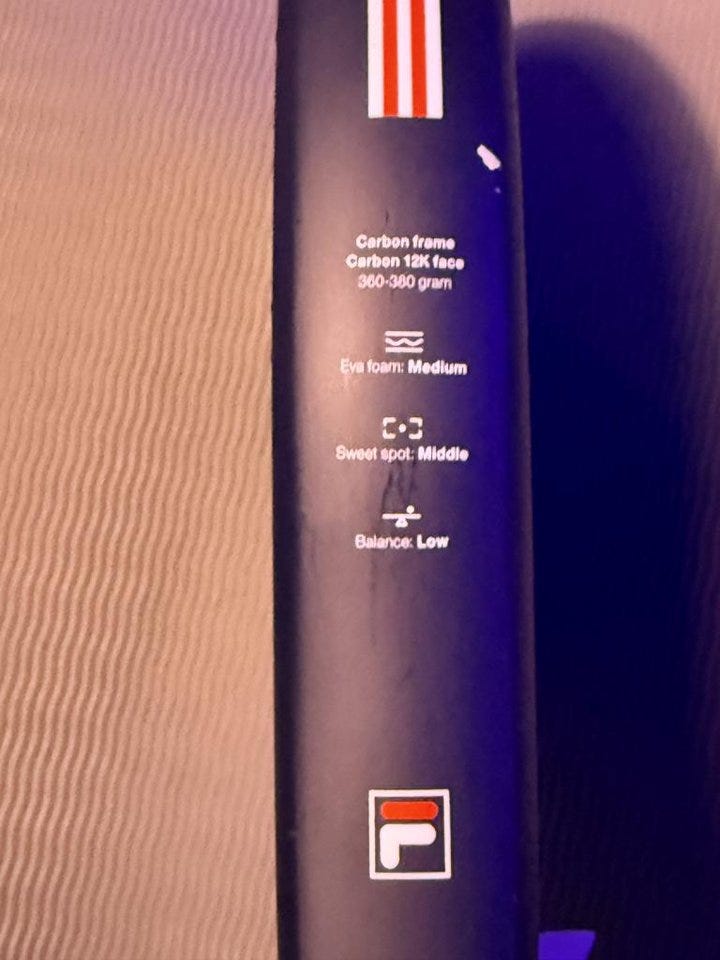 Carbon frame
Carbon 12K face
360-380 gram
Eva foam: Medium
Sweet spot: Middle
Balance: Low